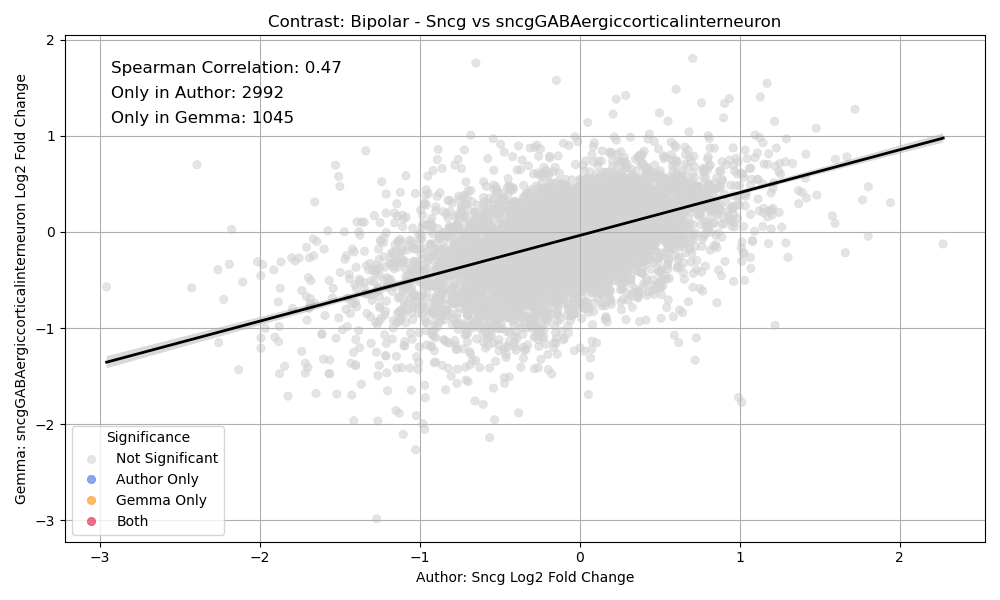 Contrast: Bipolar - Sncg vs sncgGABAergiccorticalinterneuron
Spearman Correlation: 0.47
Only in Author: 2992
Only in Gemma: 1045
Gemma: sncgGABAergiccorticalinterneuron Log2 Fold Change
2
1
0
−1
−2
−3
Significance
Not Significant
Author Only
Gemma Only
Both
−3 −2 −1 0 1 2
Author: Sncg Log2 Fold Change